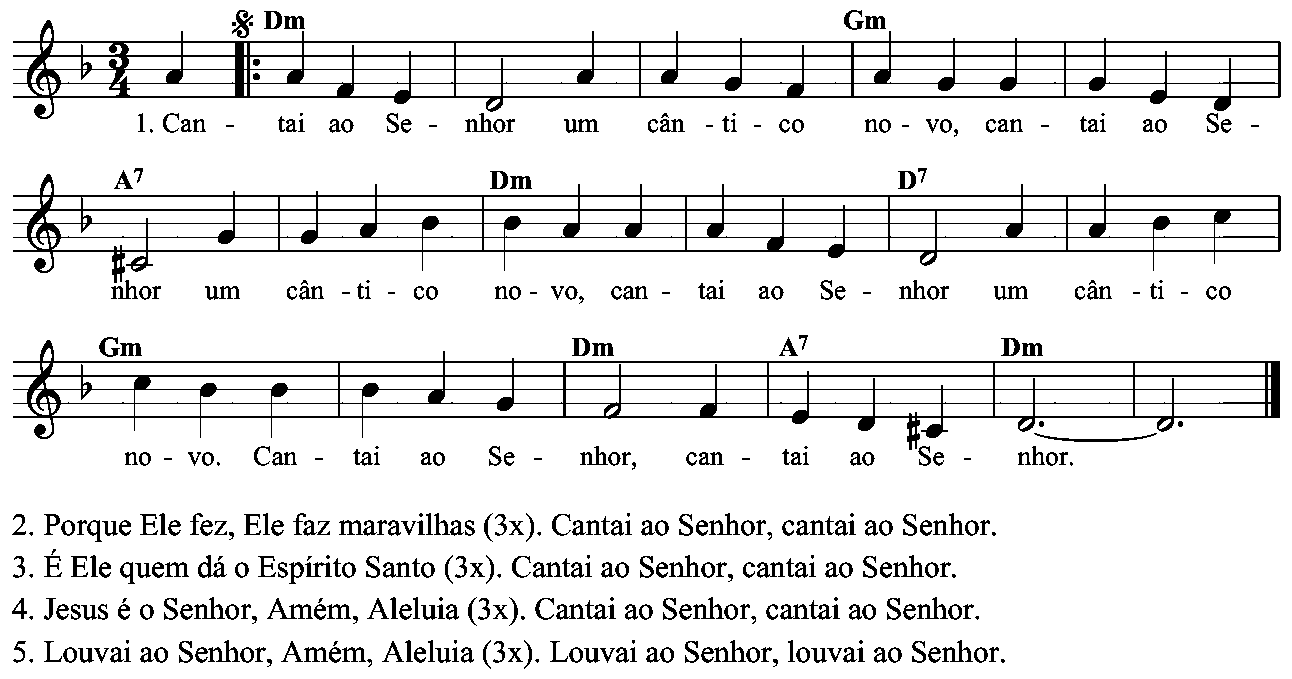 Dm Gm
3
4
1. Can - tai ao Se - nhor um cân - ti - co no - vo, can - tai ao Se -
A7 Dm D7
nhor um cân - ti - co no - vo, can - tai ao Se - nhor um cân - ti - co
Gm Dm A7 Dm
no - vo. Can - tai ao Se - nhor, can - tai ao Se - nhor.
2. Porque Ele fez, Ele faz maravilhas (3x). Cantai ao Senhor, cantai ao Senhor.
3. É Ele quem dá o Espírito Santo (3x). Cantai ao Senhor, cantai ao Senhor.
4. Jesus é o Senhor, Amém, Aleluia (3x). Cantai ao Senhor, cantai ao Senhor.
5. Louvai ao Senhor, Amém, Aleluia (3x). Louvai ao Senhor, louvai ao Senhor.